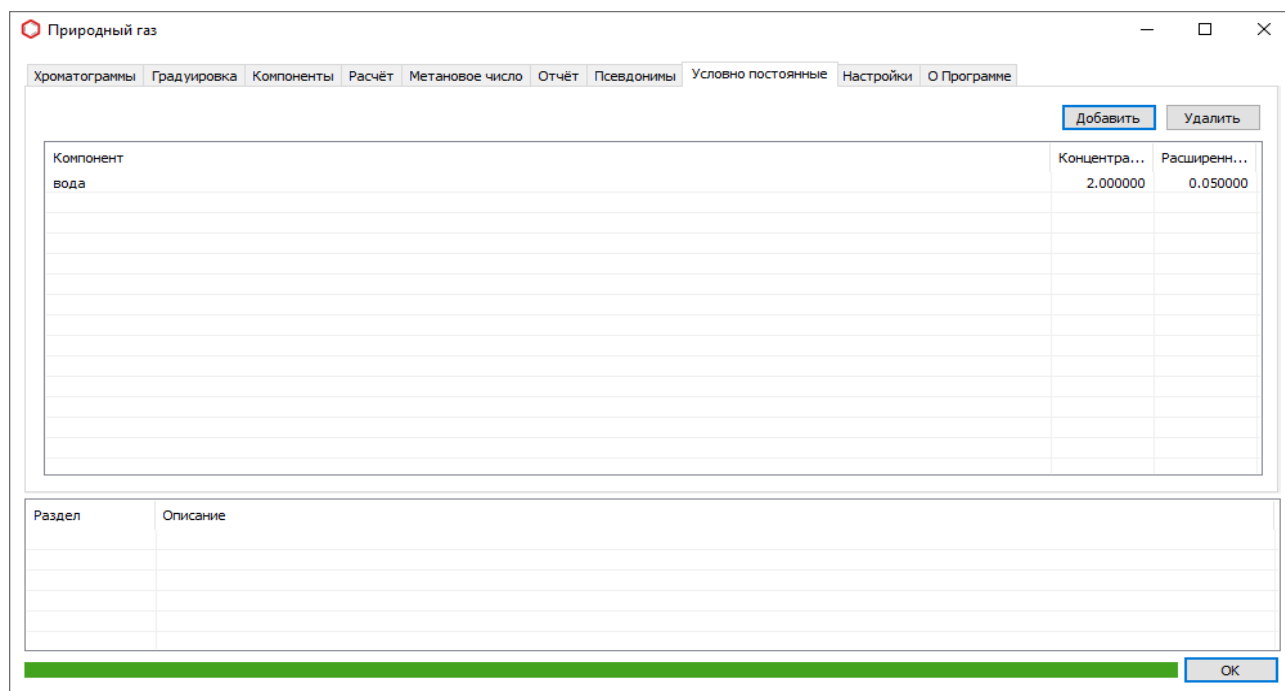 Природный газ
Хроматограммы Градуировка Компоненты Расчёт Метановое число Отчёт Псевдонимы Условно постоянные Настройки О Программе
Добавить Удалить
Компонент Концентра... Расширенн...
вода 2.000000 0.050000
Раздел Описание
OK